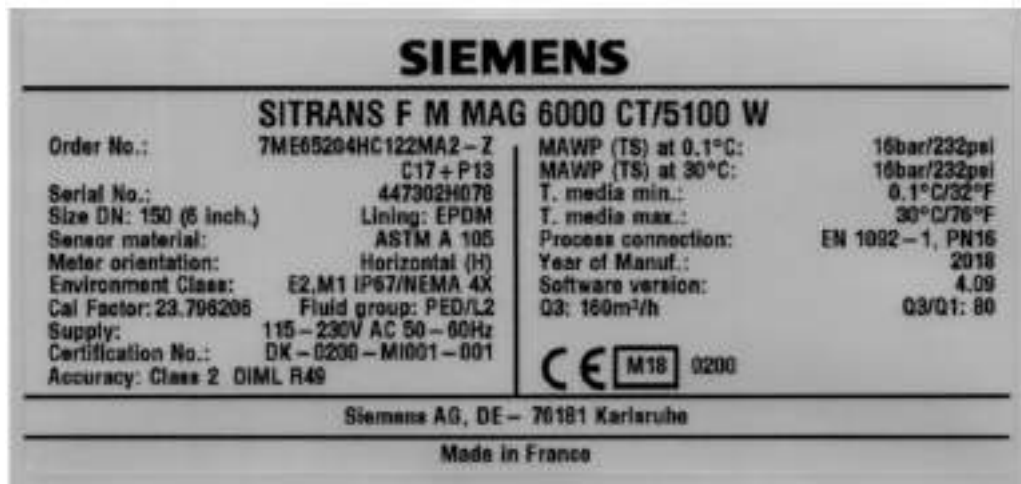 SIEMENS
SITRANS F M MAG 6000 CT/5100 W
Order No.: 7ME65204HC122MA2-Z
C17+P13
Serial No.: 447302H078
Size DN: 150 (6 inch.) Lining: EPDM
Sensor material: ASTM A 105
Meter orientation: Horizontal (H)
Environment Class: E2,M1 IP67/NEMA 4X
Cal Factor: 23.796206 Fluid group: PED/L2
Supply: 115-230V AC 50-60Hz
Certification No.: DK-0200-MI001-001
Accuracy: Class 2 OIML R49
MAWP (TS) at 0.1°C: 16bar/232psi
MAWP (TS) at 30°C: 16bar/232psi
T. media min.: 0.1°C/32°F
T. media max.: 30°C/76°F
Process connection: EN 1092-1, PN16
Year of Manuf.: 2018
Software version: 4.09
Q3: 160m³/h Q3/Q1: 80
CE M18 0200
Siemens AG, DE-76181 Karlsruhe
Made in France